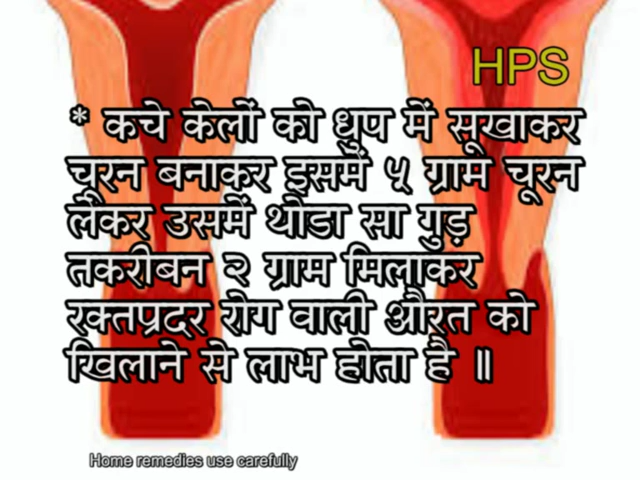 HPS
* कचे केलों को धुप में सूखाकर
चूरन बनाकर इसमें ५ ग्राम चूरन
लेकर उसमें थोडा सा गुड़
तकरीबन २ ग्राम मिलाकर
रक्तप्रदर रोग वाली औरत को
खिलाने से लाभ होता है ॥
Home remedies use carefully